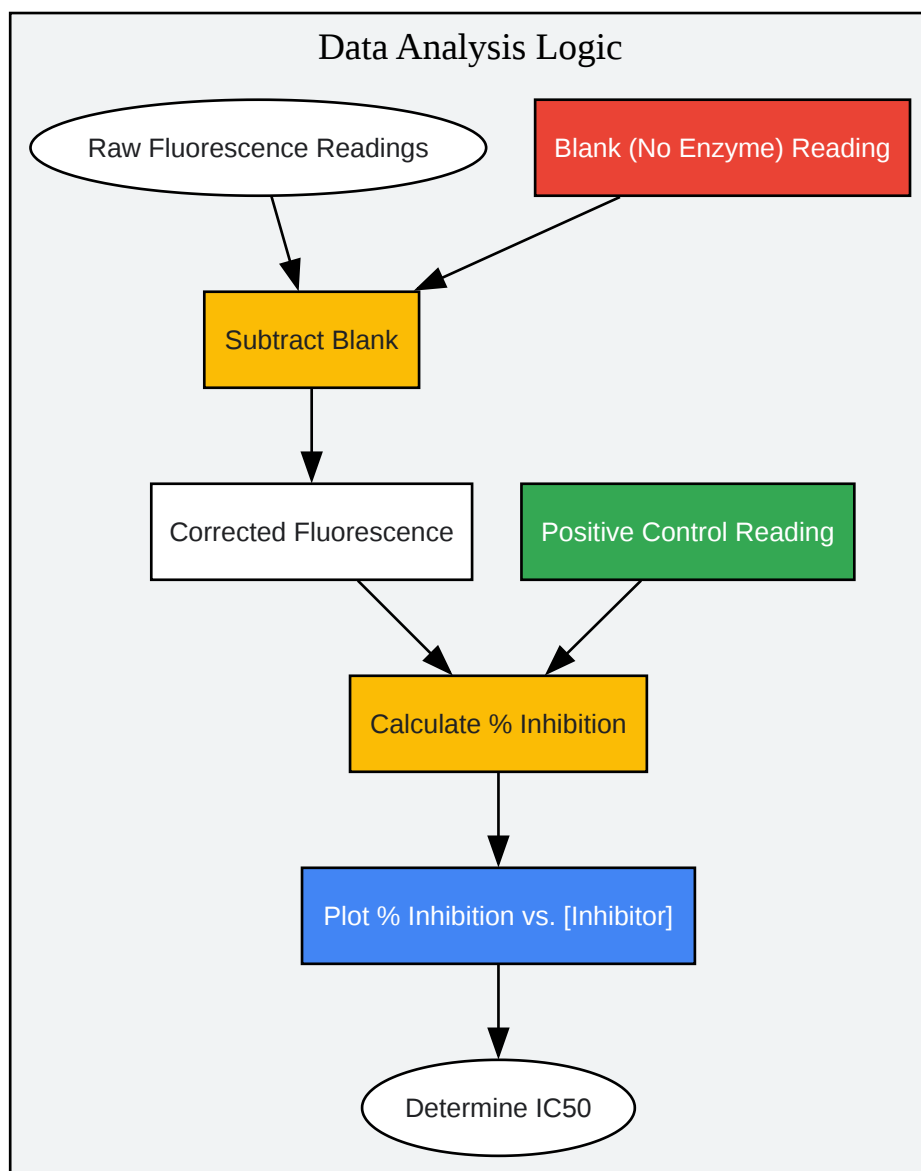 Data Analysis Logic
Raw Fluorescence Readings
Blank (No Enzyme) Reading
Subtract Blank
Corrected Fluorescence
Positive Control Reading
Calculate % Inhibition
Plot % Inhibition vs. [Inhibitor]
Determine IC50